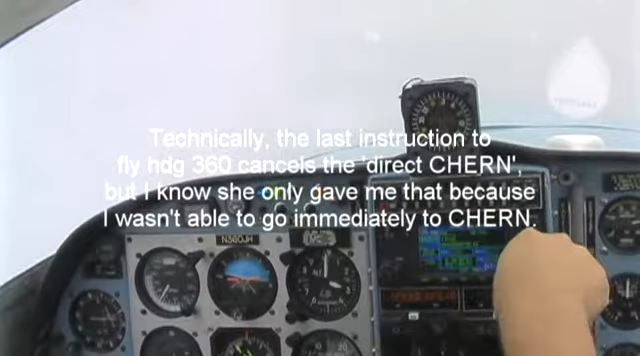 Technically, the last instruction to
fly hdg 360 cancels the 'direct CHERN',
but I know she only gave me that because
I wasn't able to go immediately to CHERN.
N360JH